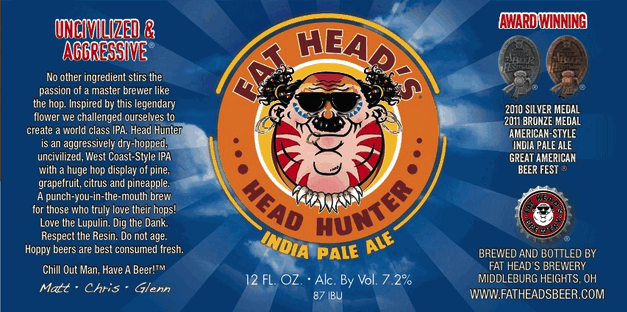 UNCIVILIZED &
AGGRESSIVE®
No other ingredient stirs the
passion of a master brewer like
the hop. Inspired by this legendary
flower we challenged ourselves to
create a world class IPA. Head Hunter
is an aggressively dry-hopped,
uncivilized, West Coast-Style IPA
with a huge hop display of pine,
grapefruit, citrus and pineapple.
A punch-you-in-the-mouth brew
for those who truly love their hops!
Love the Lupulin. Dig the Dank.
Respect the Resin. Do not age.
Hoppy beers are best consumed fresh.
Chill Out Man, Have A Beer!™
Matt • Chris • Glenn
FAT HEAD'S
HEAD HUNTER
INDIA PALE ALE
12 FL. OZ. • Alc. By Vol. 7.2%
87 IBU
AWARD WINNING
2010 SILVER MEDAL
2011 BRONZE MEDAL
AMERICAN-STYLE
INDIA PALE ALE
GREAT AMERICAN
BEER FEST ®
FAT HEAD'S
BREWERY
BREWED AND BOTTLED BY
FAT HEAD'S BREWERY
MIDDLEBURG HEIGHTS, OH
WWW.FATHEADSBEER.COM